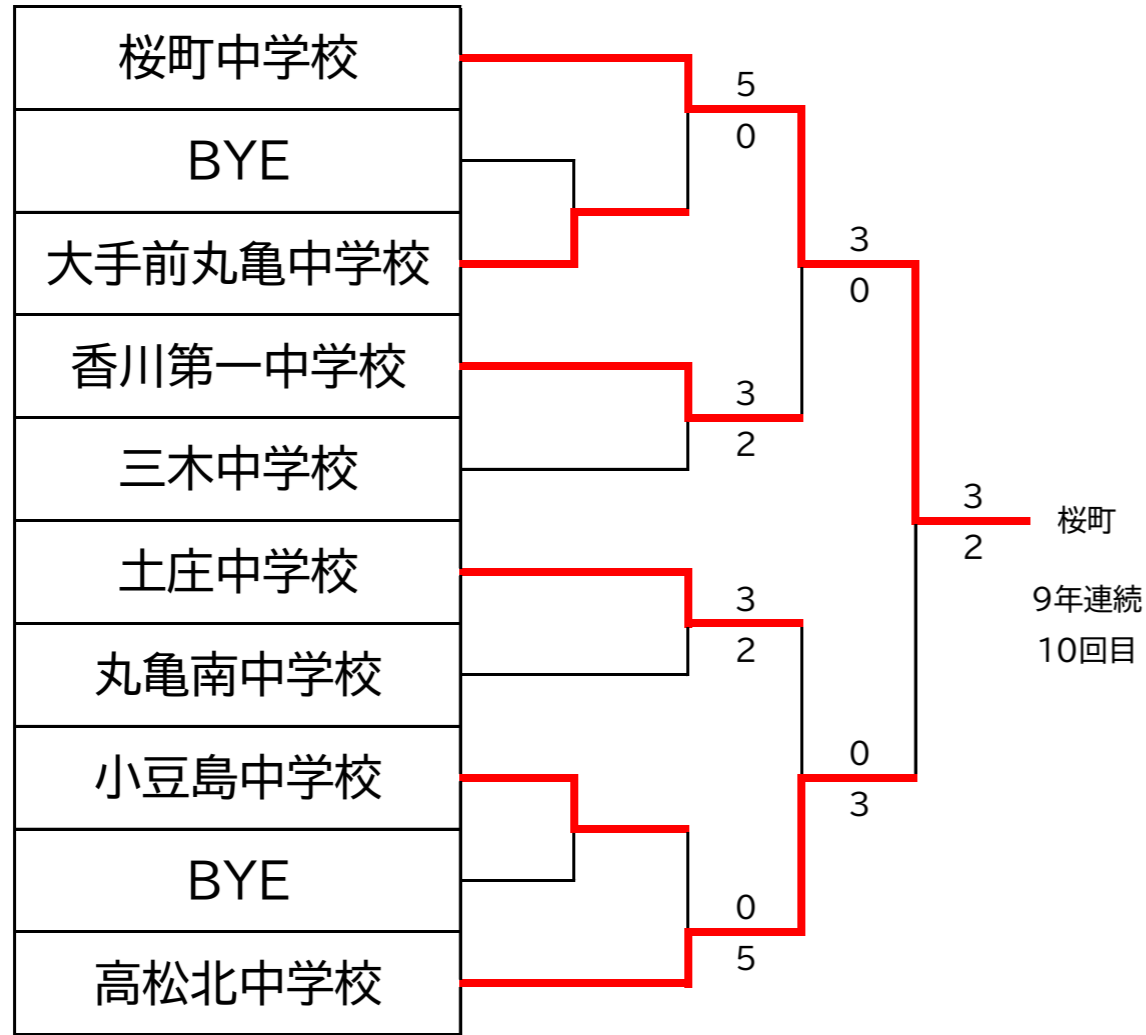 桜町中学校
BYE
大手前丸亀中学校
香川第一中学校
三木中学校
土庄中学校
丸亀南中学校
小豆島中学校
BYE
高松北中学校
5
0
3
2
3
2
0
5
3
0
0
3
3
2
桜町
9年連続
10回目